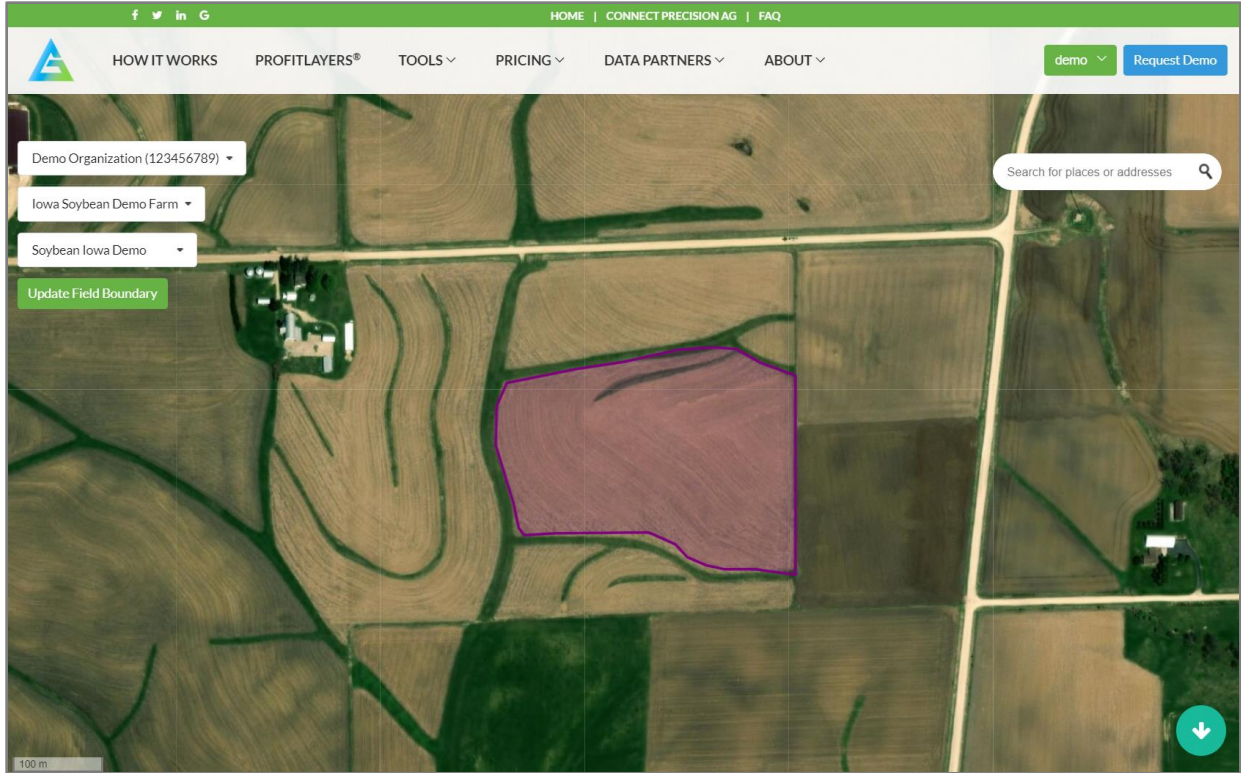 HOME | CONNECT PRECISION AG | FAQ
HOW IT WORKS PROFITLAYERS® TOOLS PRICING DATA PARTNERS ABOUT demo Request Demo
Demo Organization (123456789)
Search for places or addresses
Iowa Soybean Demo Farm
Soybean Iowa Demo
Update Field Boundary
100 m